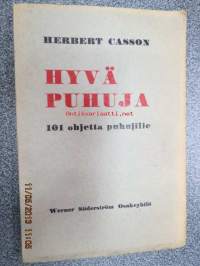 HERBERT CASSON
HYVÄ
PUHUJA
Antikvariaatti.net
101 ohjetta puhujille
Werner Söderström Osakeyhtiö